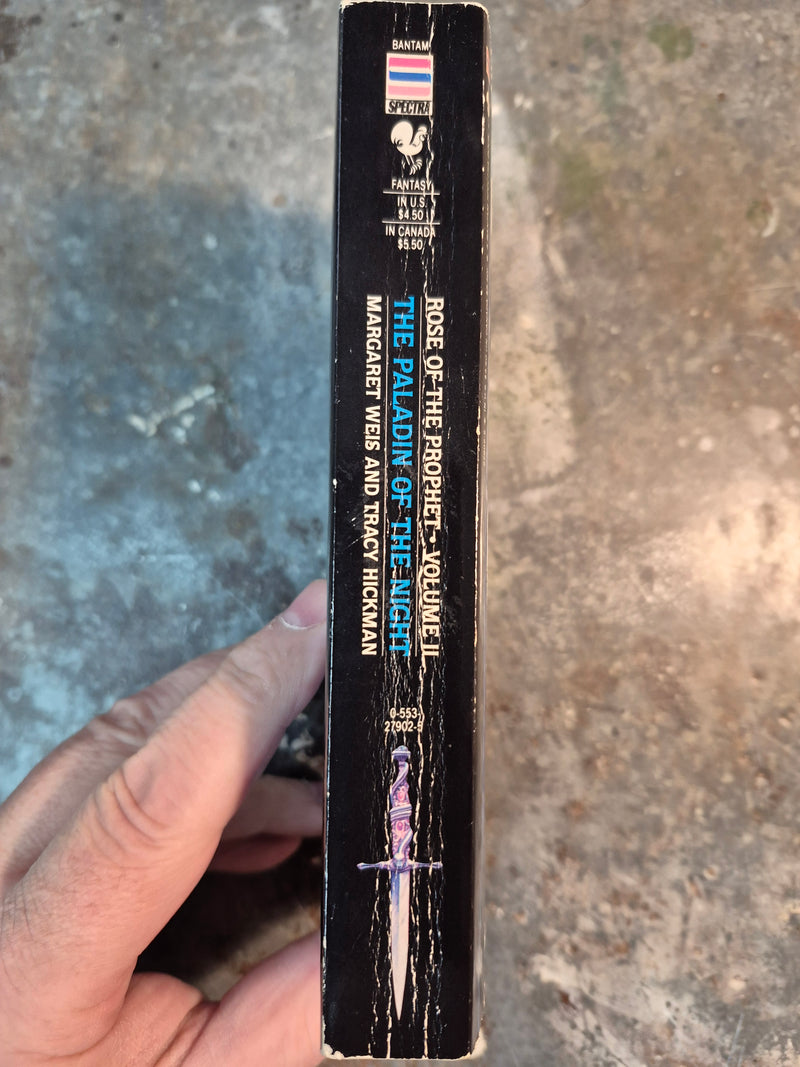 BANTAM
SPECTRA
FANTASY
IN U.S.
$4.50
IN CANADA
$5.50
ROSE OF THE PROPHET • VOLUME II
THE PALADIN OF THE NIGHT
MARGARET WEIS AND TRACY HICKMAN
0-553-
27902-5